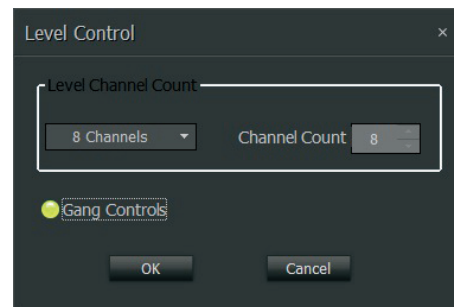 Level Control ×
Level Channel Count
8 Channels Channel Count 8
Gang Controls
OK Cancel